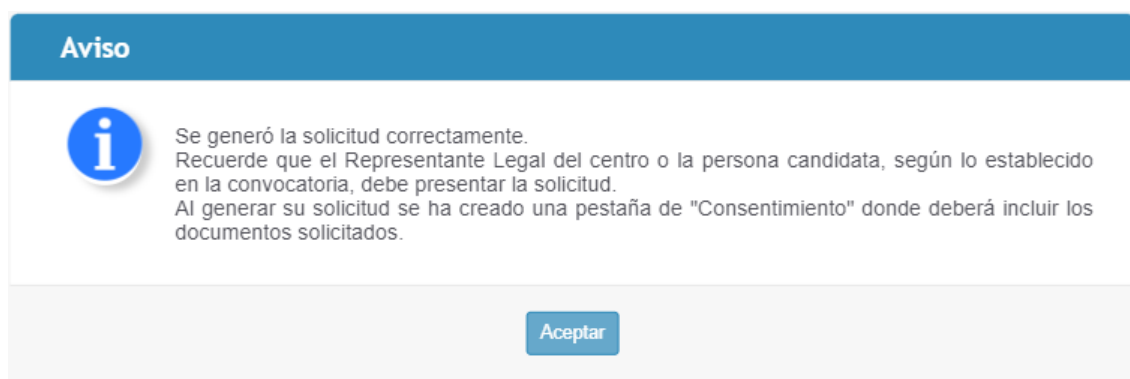 Aviso
Se generó la solicitud correctamente.
Recuerde que el Representante Legal del centro o la persona candidata, según lo establecido
en la convocatoria, debe presentar la solicitud.
Al generar su solicitud se ha creado una pestaña de "Consentimiento" donde deberá incluir los
documentos solicitados.
Aceptar